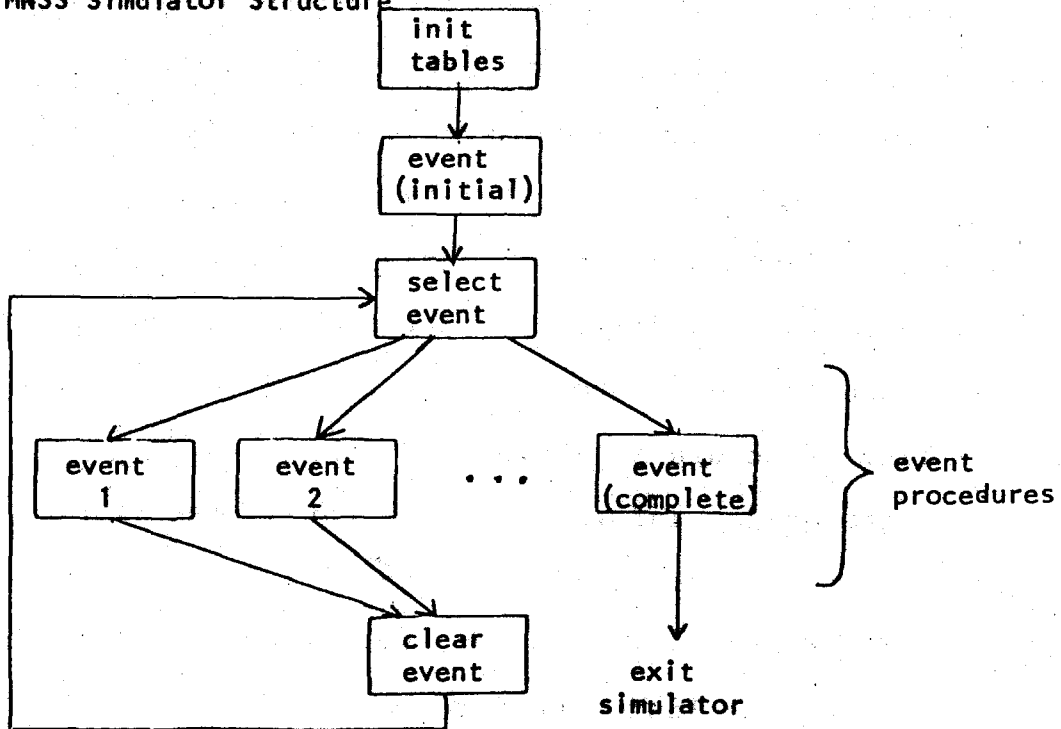 MNSS Simulator Structure
init
tables
event
(initial)
select
event
event
1
event
2
...
event
(complete)
event
procedures
clear
event
exit
simulator